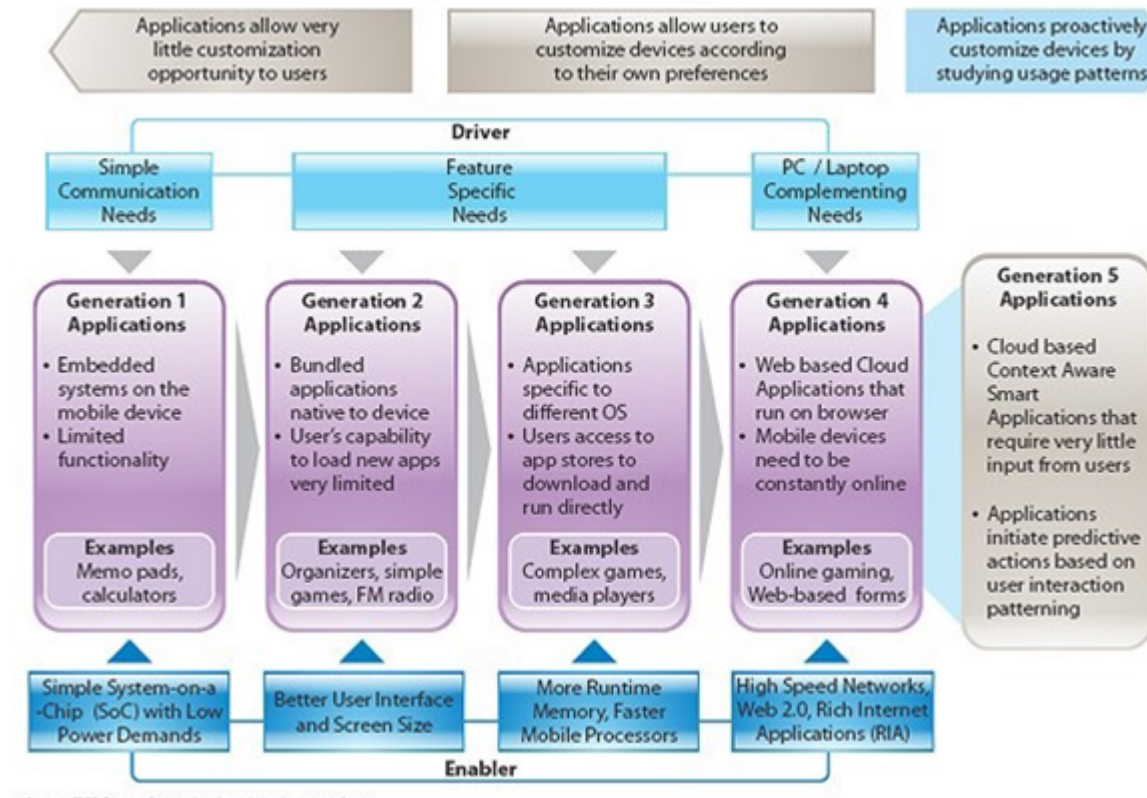 Applications allow very
little customization
opportunity to users
Applications allow users to
customize devices according
to their own preferences
Applications proactively
customize devices by
studying usage patterns
Driver
Simple
Communication
Needs
Feature
Specific
Needs
PC / Laptop
Complementing
Needs
Generation 1
Applications
• Embedded
systems on the
mobile device
• Limited
functionality
Examples
Memo pads,
calculators
Generation 2
Applications
• Bundled
applications
native to device
• User's capability
to load new apps
very limited
Examples
Organizers, simple
games, FM radio
Generation 3
Applications
• Applications
specific to
different OS
• Users access to
app stores to
download and
run directly
Examples
Complex games,
media players
Generation 4
Applications
• Web based Cloud
Applications that
run on browser
• Mobile devices
need to be
constantly online
Examples
Online gaming,
Web-based forms
Generation 5
Applications
• Cloud based
Context Aware
Smart
Applications that
require very little
input from users
• Applications
initiate predictive
actions based on
user interaction
patterning
Simple System-on-a
-Chip (SoC) with Low
Power Demands
Better User Interface
and Screen Size
More Runtime
Memory, Faster
Mobile Processors
High Speed Networks,
Web 2.0, Rich Internet
Applications (RIA)
Enabler